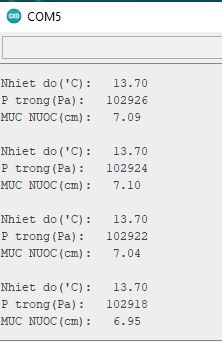 COM5
Nhiet do('C): 13.70
P trong(Pa): 102926
MUC NUOC(cm): 7.09
Nhiet do('C): 13.70
P trong(Pa): 102924
MUC NUOC(cm): 7.10
Nhiet do('C): 13.70
P trong(Pa): 102922
MUC NUOC(cm): 7.04
Nhiet do('C): 13.70
P trong(Pa): 102918
MUC NUOC(cm): 6.95